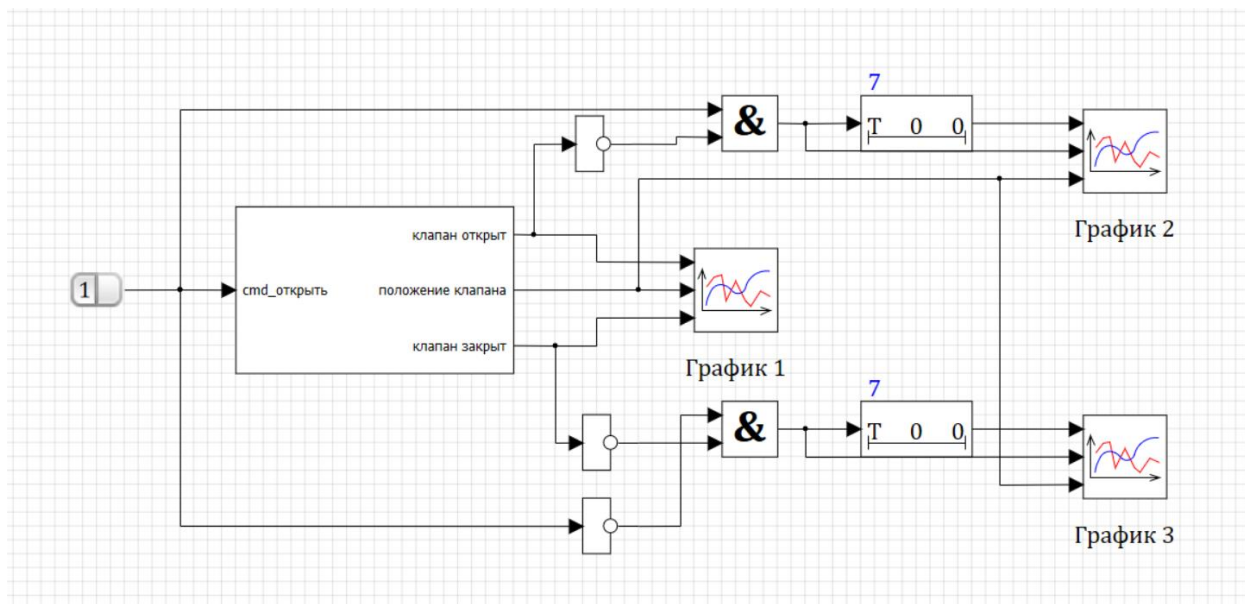 7
&
T 0 0
График 2
клапан открыт
1
cmd_открыть
положение клапана
клапан закрыт
График 1
7
&
T 0 0
График 3